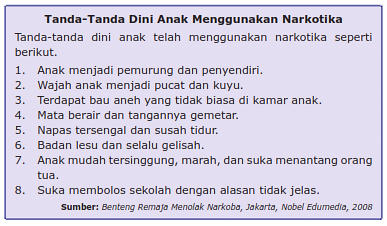 Tanda-Tanda Dini Anak Menggunakan Narkotika
Tanda-tanda dini anak telah menggunakan narkotika seperti
berikut.
1. Anak menjadi pemurung dan penyendiri.
2. Wajah anak menjadi pucat dan kuyu.
3. Terdapat bau aneh yang tidak biasa di kamar anak.
4. Mata berair dan tangannya gemetar.
5. Napas tersengal dan susah tidur.
6. Badan lesu dan selalu gelisah.
7. Anak mudah tersinggung, marah, dan suka menantang orang
tua.
8. Suka membolos sekolah dengan alasan tidak jelas.
Sumber: Benteng Remaja Menolak Narkoba, Jakarta, Nobel Edumedia, 2008